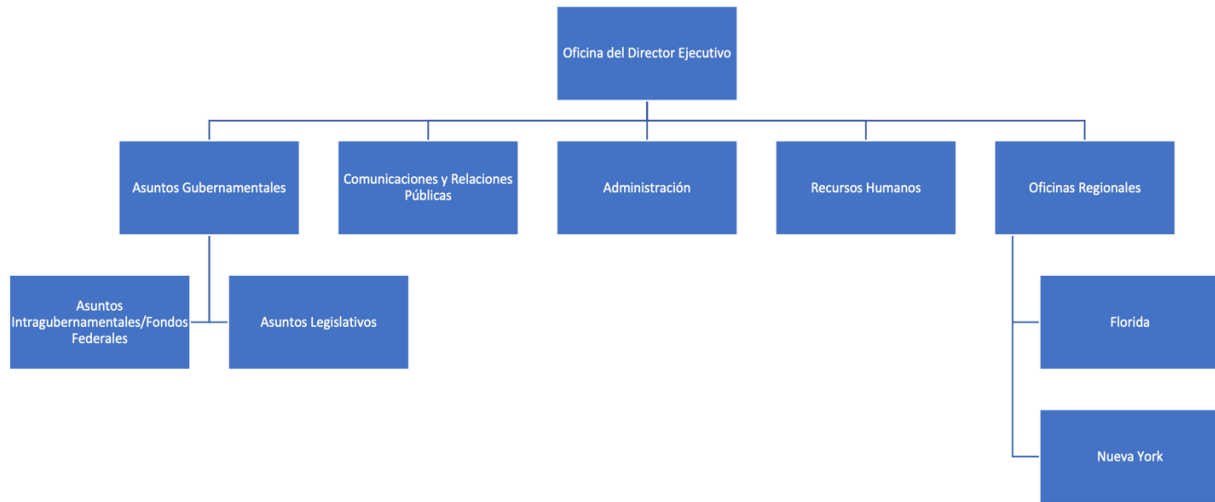 Oficina del Director Ejecutivo
Asuntos Gubernamentales
Comunicaciones y Relaciones
Públicas
Administración
Recursos Humanos
Oficinas Regionales
Asuntos
Intragubernamentales/Fondos
Federales
Asuntos Legislativos
Florida
Nueva York